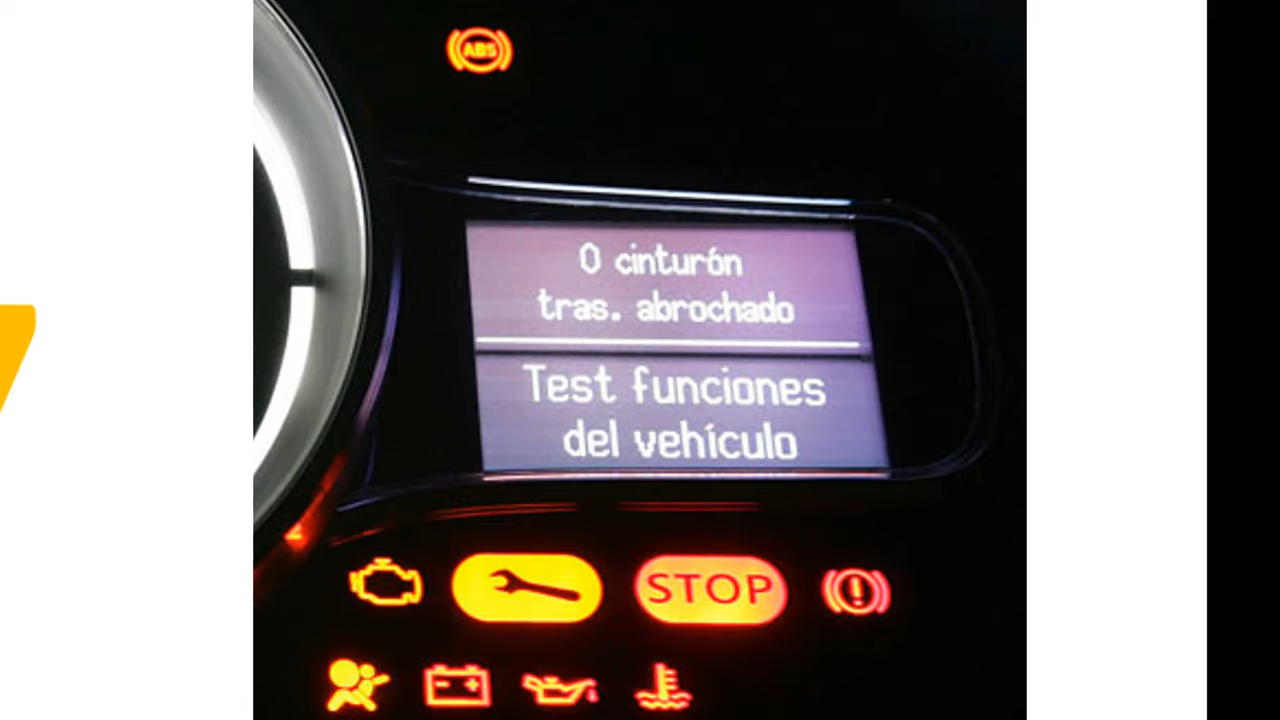 ABS
0 cinturón
tras. abrochado
Test funciones
del vehículo
STOP